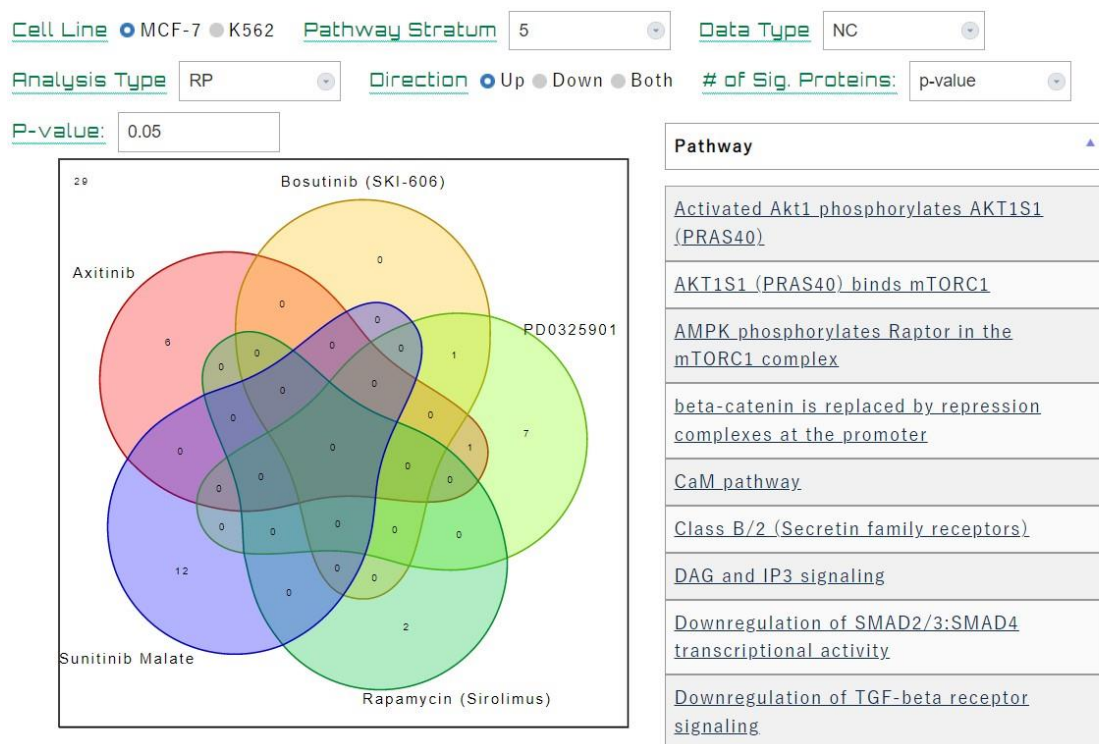 Cell Line MCF-7 K562 Pathway Stratum 5 Data Type NC
Analysis Type RP Direction Up Down Both # of Sig. Proteins: p-value
P-value: 0.05
29
Bosutinib (SKI-606)
Axitinib
PD0325901
Sunitinib Malate
Rapamycin (Sirolimus)
0
0
0
6
0
0
0
1
0
0
0
0
0
0
1
7
0
0
0
0
0
0
0
0
0
0
0
0
12
0
0
0
2
Pathway
Activated Akt1 phosphorylates AKT1S1
(PRAS40)
AKT1S1 (PRAS40) binds mTORC1
AMPK phosphorylates Raptor in the
mTORC1 complex
beta-catenin is replaced by repression
complexes at the promoter
CaM pathway
Class B/2 (Secretin family receptors)
DAG and IP3 signaling
Downregulation of SMAD2/3:SMAD4
transcriptional activity
Downregulation of TGF-beta receptor
signaling